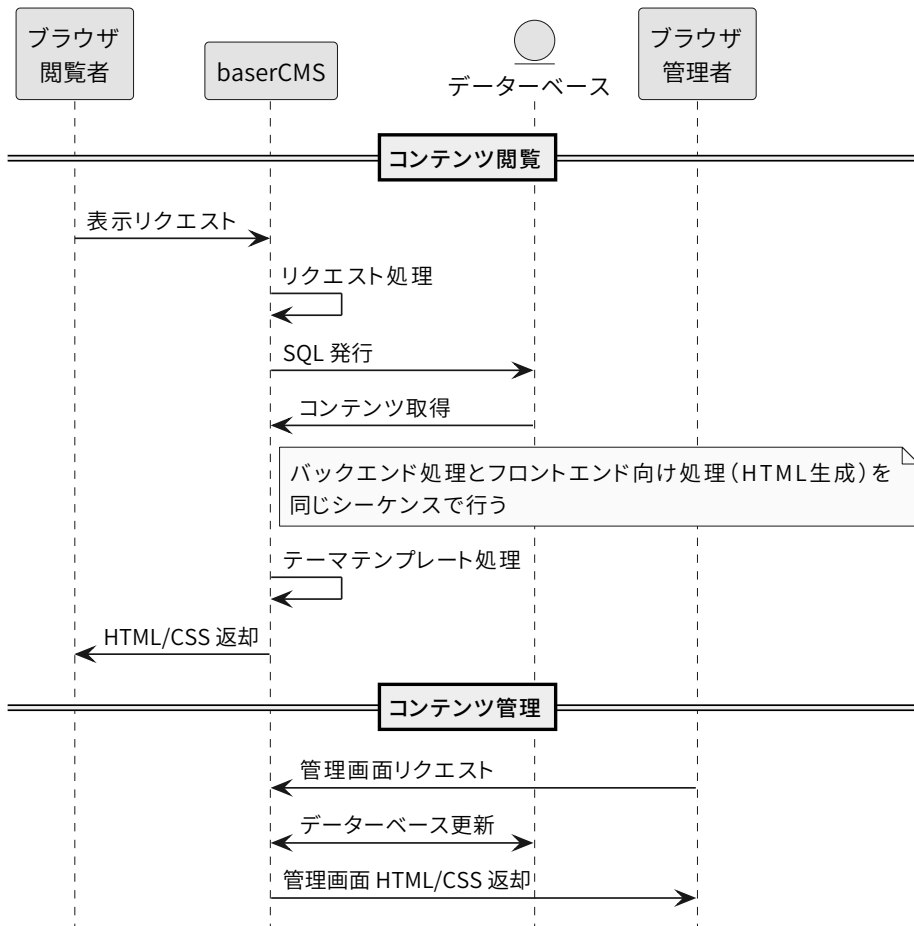 ブラウザ
閲覧者
baserCMS
データーベース
ブラウザ
管理者
コンテンツ閲覧
表示リクエスト
リクエスト処理
SQL 発行
コンテンツ取得
バックエンド処理とフロントエンド向け処理（HTML生成）を
同じシーケンスで行う
テーマテンプレート処理
HTML/CSS 返却
コンテンツ管理
管理画面リクエスト
データーベース更新
管理画面 HTML/CSS 返却